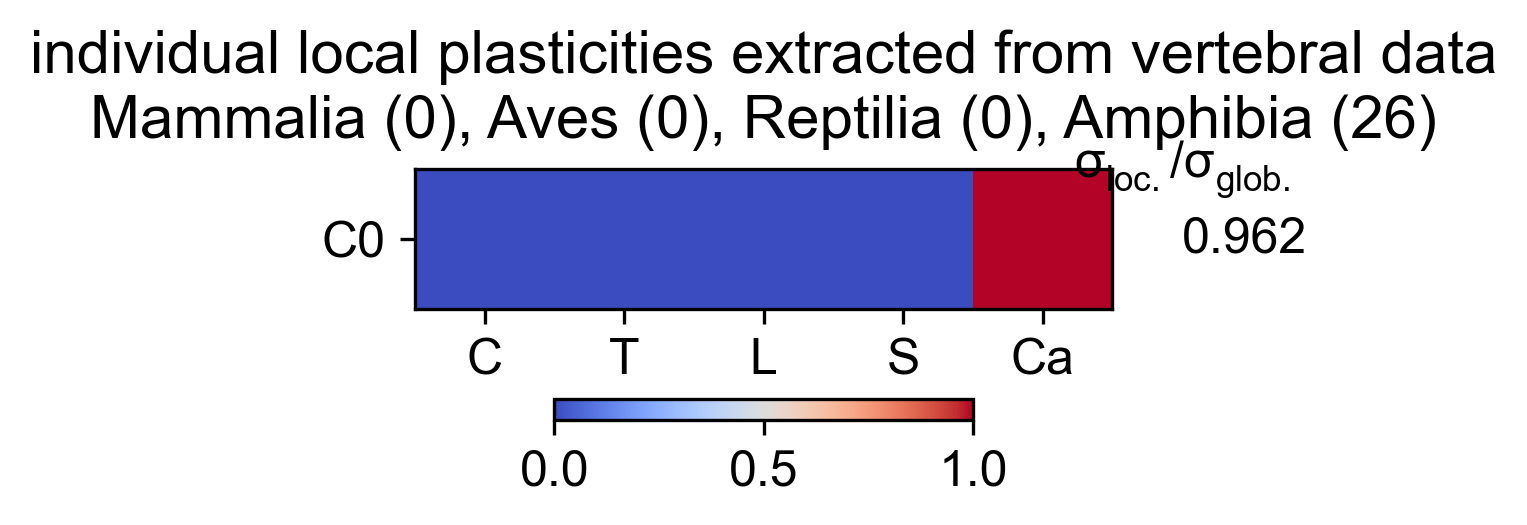 individual local plasticities extracted from vertebral data
Mammalia (0), Aves (0), Reptilia (0), Amphibia (26)
σloc. /σglob.
C0 0.962
C T L S Ca
0.0 0.5 1.0